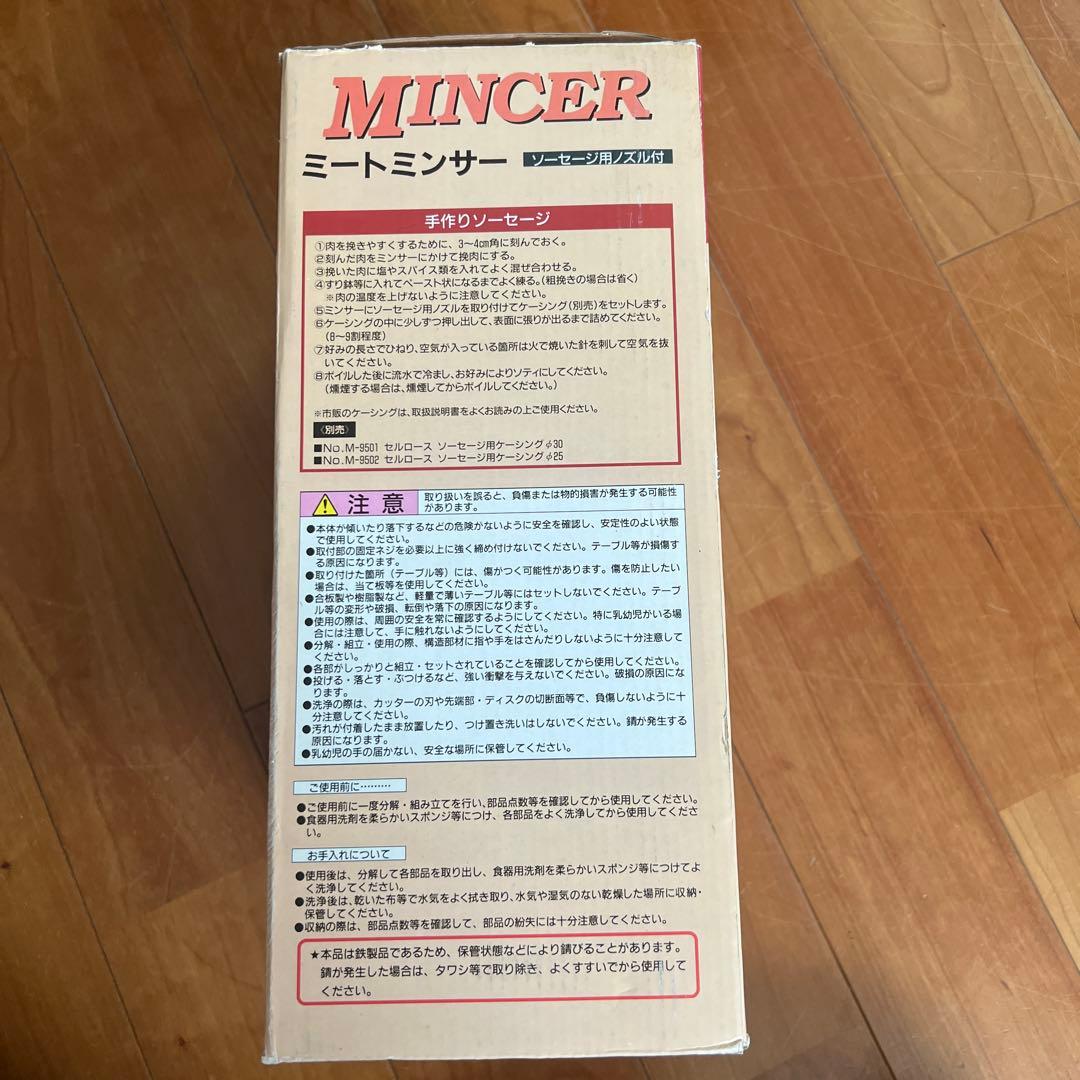 MINCER
ミートミンサー ソーセージ用ノズル付
手作りソーセージ
①肉を挽きやすくするために、3〜4cm角に刻んでおく。
②刻んだ肉をミンサーにかけて挽肉にする。
③挽いた肉に塩やスパイス類を入れてよく混ぜ合わせる。
④すり鉢等に入れてペースト状になるまでよく練る。(粗挽きの場合は省く)
※肉の温度を上げないように注意してください。
⑤ミンサーにソーセージ用ノズルを取り付けてケーシング(別売)をセットします。
⑥ケーシングの中に少しずつ押し出して、表面に張りが出るまで詰めてください。
(8〜9割程度)
⑦好みの長さでひねり、空気が入っている箇所は火で焼いた針を刺して空気を抜
いてください。
⑧ボイルした後に流水で冷まし、お好みによりソティにしてください。
(燻煙する場合は、燻煙してからボイルしてください。)
※市販のケーシングは、取扱説明書をよくお読みの上ご使用ください。
〈別売〉
■No.M-9501 セルロース ソーセージ用ケーシングφ30
■No.M-9502 セルロース ソーセージ用ケーシングφ25
注意 取り扱いを誤ると、負傷または物的損害が発生する可能性
があります。
●本体が傾いたり落下するなどの危険がないように安全を確認し、安定性のよい状態
で使用してください。
●取付部の固定ネジを必要以上に強く締め付けないでください。テーブル等が損傷す
る原因になります。
●取り付けた箇所(テーブル等)には、傷がつく可能性があります。傷を防止したい
場合は、当て板等を使用してください。
●合板製や樹脂製など、軽量で薄いテーブル等にはセットしないでください。テーブ
ル等の変形や破損、転倒や落下の原因になります。
●使用の際は、周囲の安全を常に確認するようにしてください。特に乳幼児がいる場
合には注意して、手に触れないようにしてください。
●分解・組立・使用の際、構造部材に指や手をはさんだりしないように十分注意して
ください。
●各部がしっかりと組立・セットされていることを確認してから使用してください。
●投げる・落とす・ぶつけるなど、強い衝撃を与えないでください。破損の原因にな
ります。
●洗浄の際は、カッターの刃や先端部・ディスクの切断面等で、負傷しないように十
分注意してください。
●汚れが付着したまま放置したり、つけ置き洗いはしないでください。錆が発生する
原因になります。
●乳幼児の手の届かない、安全な場所に保管してください。
ご使用前に………
●ご使用前に一度分解・組み立てを行い、部品点数等を確認してから使用してください。
●食器用洗剤を柔らかいスポンジ等につけ、各部品をよく洗浄してから使用してくださ
い。
お手入れについて
●使用後は、分解して各部品を取り出し、食器用洗剤を柔らかいスポンジ等につけてよ
く洗浄してください。
●洗浄後は、乾いた布等で水気をよく拭き取り、水気や湿気のない乾燥した場所に収納・
保管してください。
●収納の際は、部品点数等を確認して、部品の紛失には十分注意してください。
★本品は鉄製品であるため、保管状態などにより錆びることがあります。
錆が発生した場合は、タワシ等で取り除き、よくすすいでから使用して
ください。